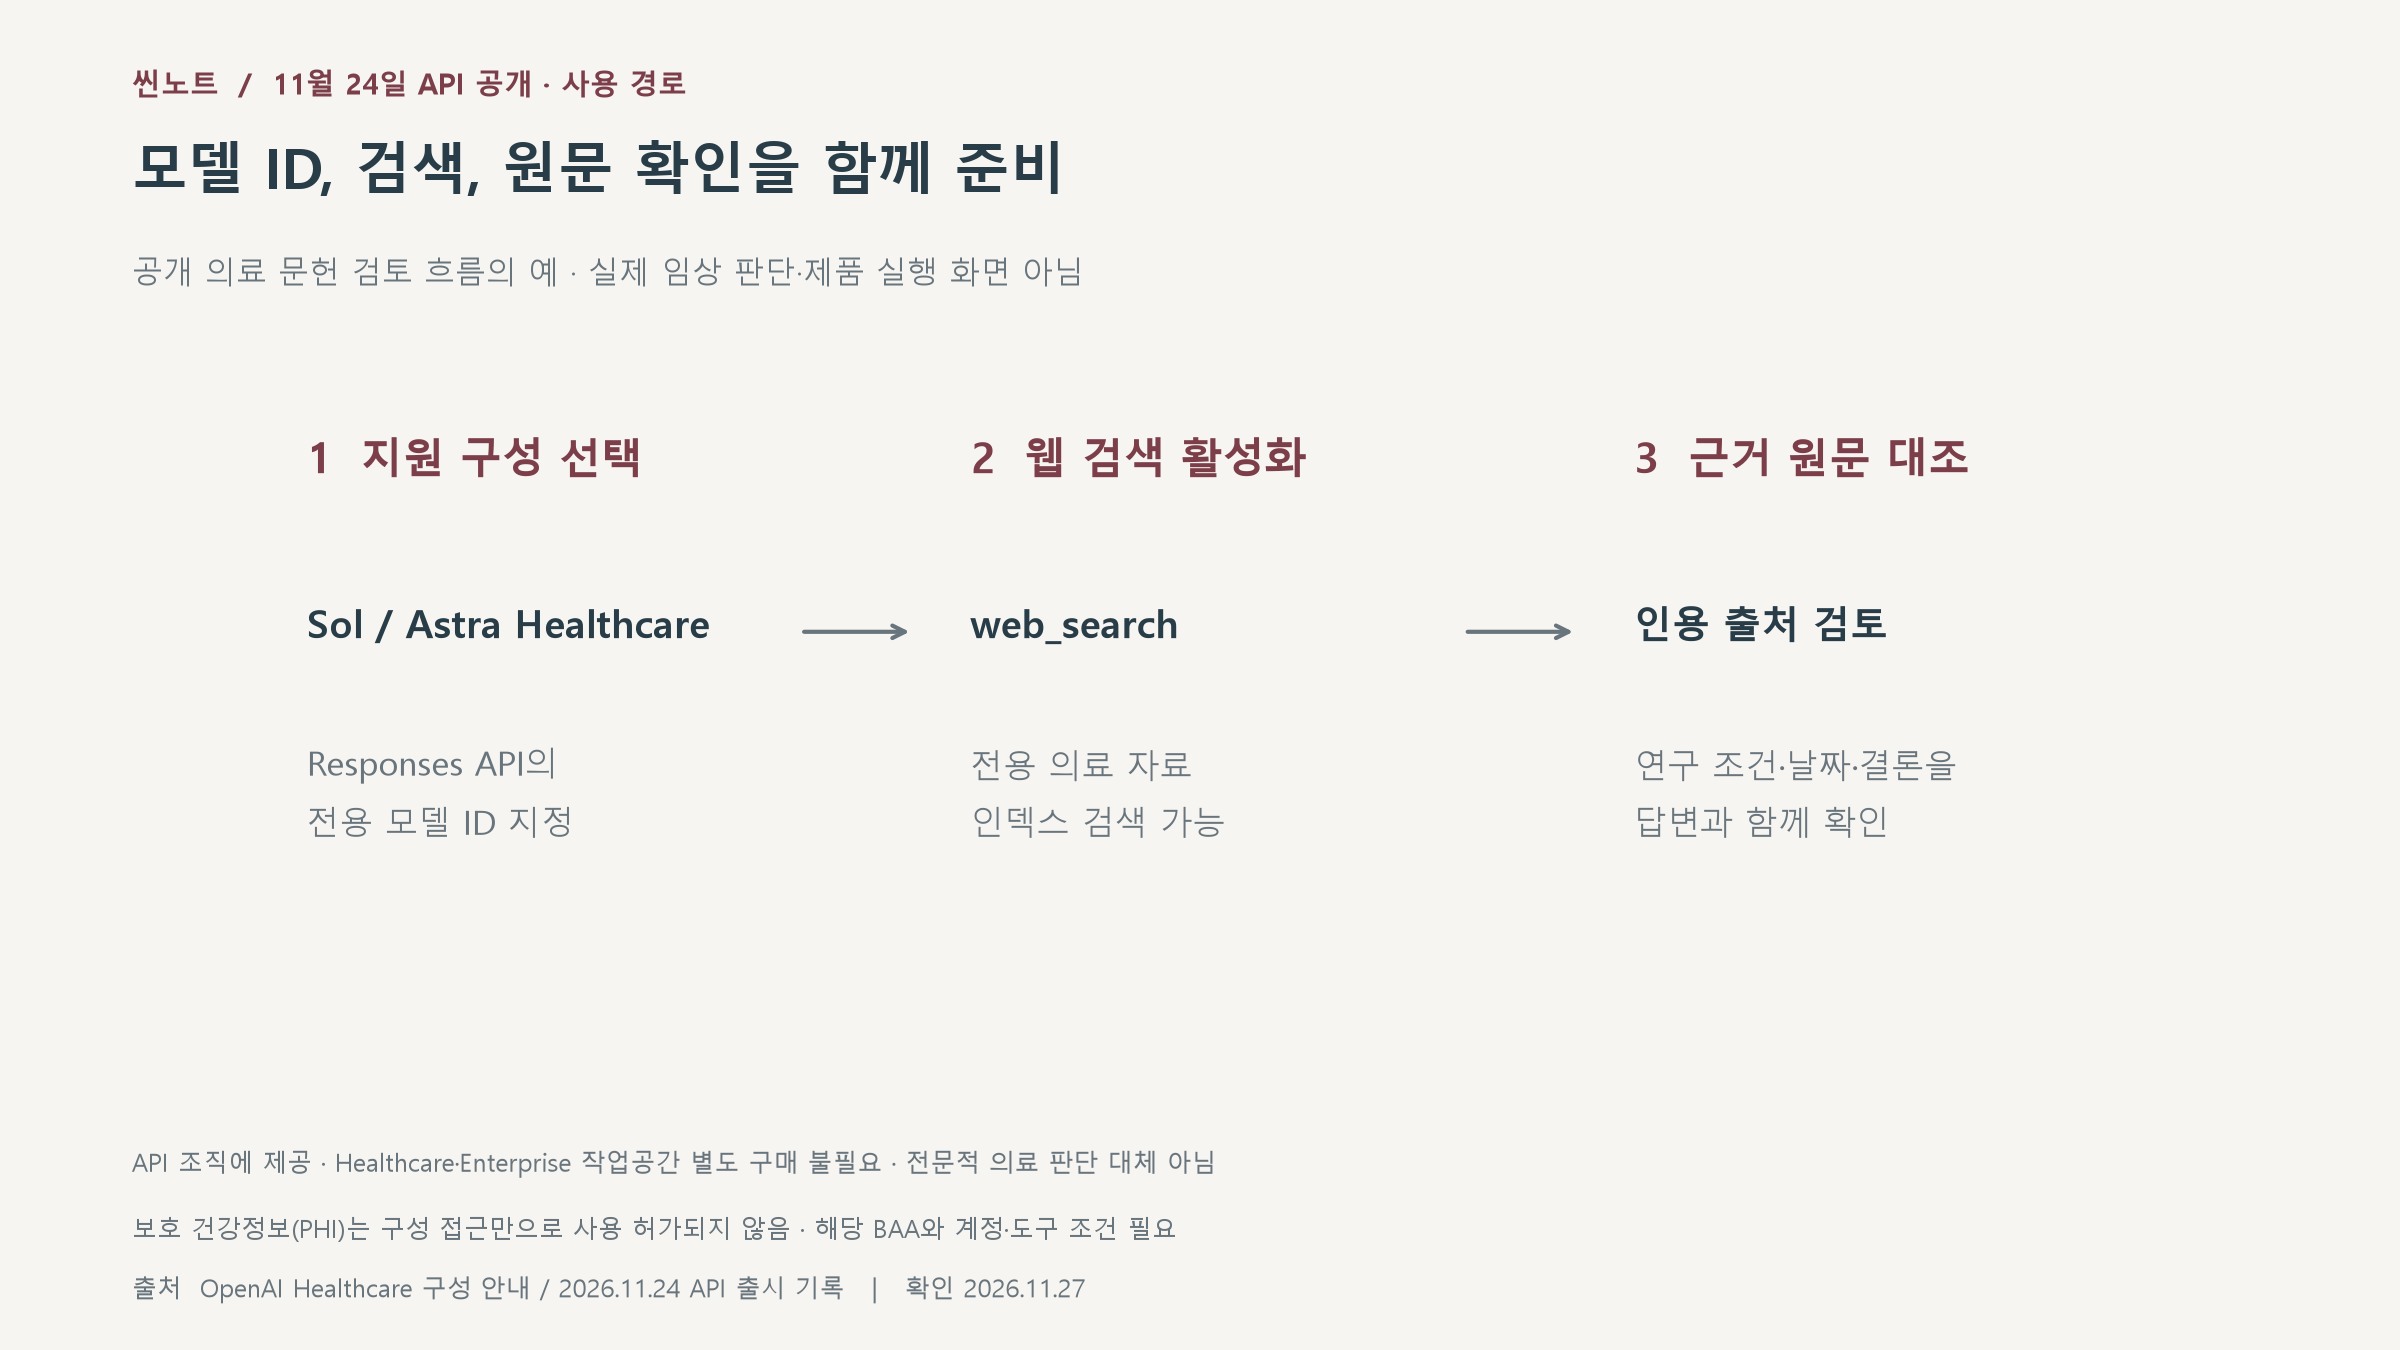 씬노트 / 11월 24일 API 공개 · 사용 경로
모델 ID, 검색, 원문 확인을 함께 준비
공개 의료 문헌 검토 흐름의 예 · 실제 임상 판단·제품 실행 화면 아님
1 지원 구성 선택
2 웹 검색 활성화
3 근거 원문 대조
Sol / Astra Healthcare
web_search
인용 출처 검토
Responses API의
전용 모델 ID 지정
전용 의료 자료
인덱스 검색 가능
연구 조건·날짜·결론을
답변과 함께 확인
API 조직에 제공 · Healthcare·Enterprise 작업공간 별도 구매 불필요 · 전문적 의료 판단 대체 아님
보호 건강정보(PHI)는 구성 접근만으로 사용 허가되지 않음 · 해당 BAA와 계정·도구 조건 필요
출처 OpenAI Healthcare 구성 안내 / 2026.11.24 API 출시 기록 | 확인 2026.11.27